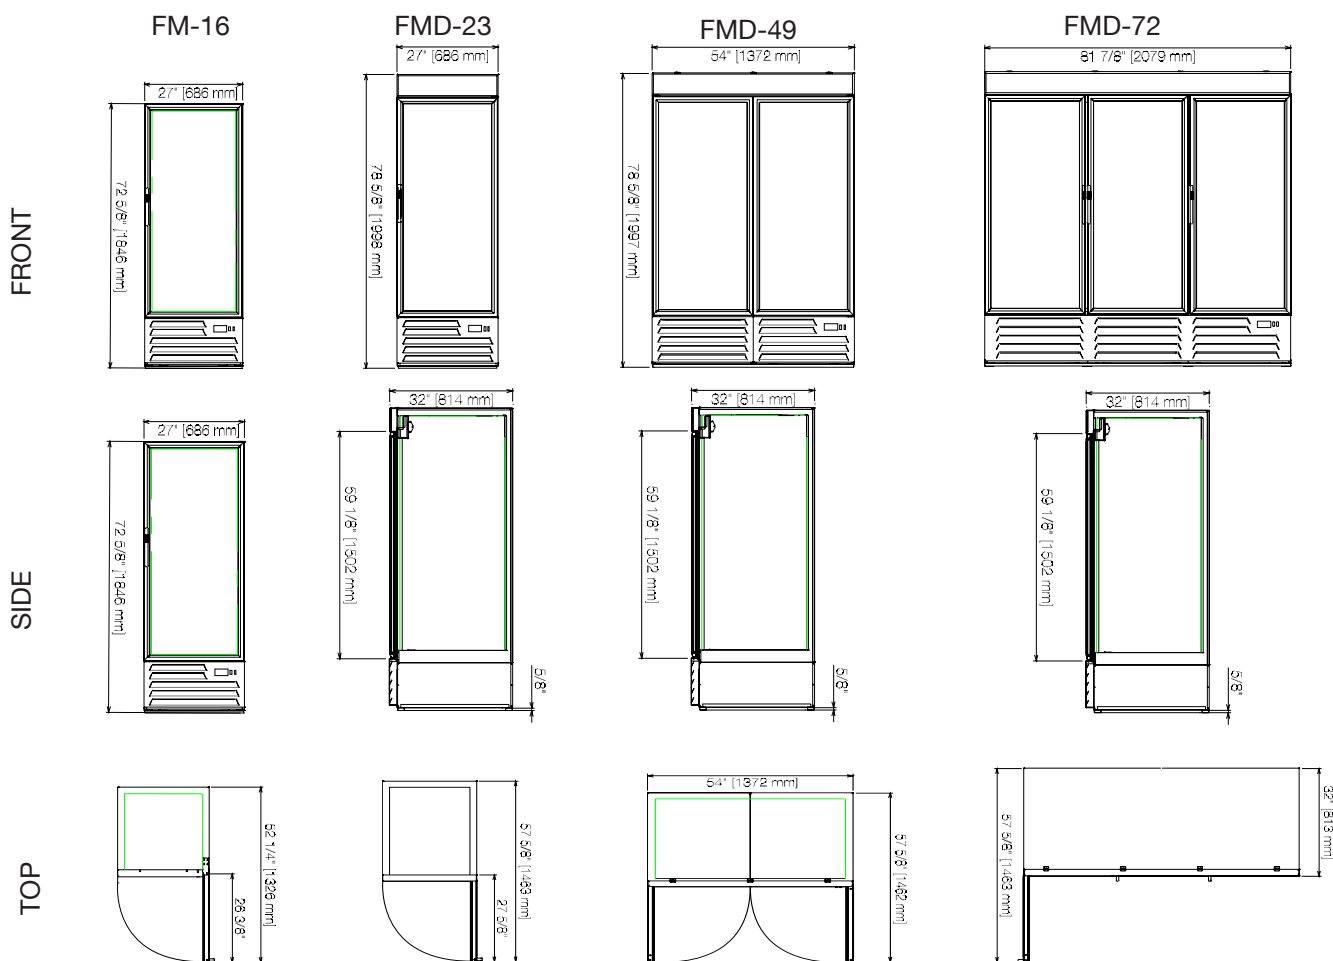 FM-16
FMD-23
FMD-49
FMD-72
27" [686 mm]
27" [686 mm]
54" [1372 mm]
81 7/8" [2079 mm]
FRONT
72 5/8" [1846 mm]
78 5/8" [1998 mm]
78 5/8" [1997 mm]
27" [686 mm]
32" [814 mm]
32" [814 mm]
32" [814 mm]
SIDE
72 5/8" [1846 mm]
59 1/8" [1502 mm]
5/8"
59 1/8" [1502 mm]
5/8"
59 1/8" [1502 mm]
5/8"
TOP
52 1/4" [1326 mm]
26 3/8"
57 5/8" [1463 mm]
27 5/8"
54" [1372 mm]
57 5/8" [1462 mm]
57 5/8" [1463 mm]
32" [813 mm]